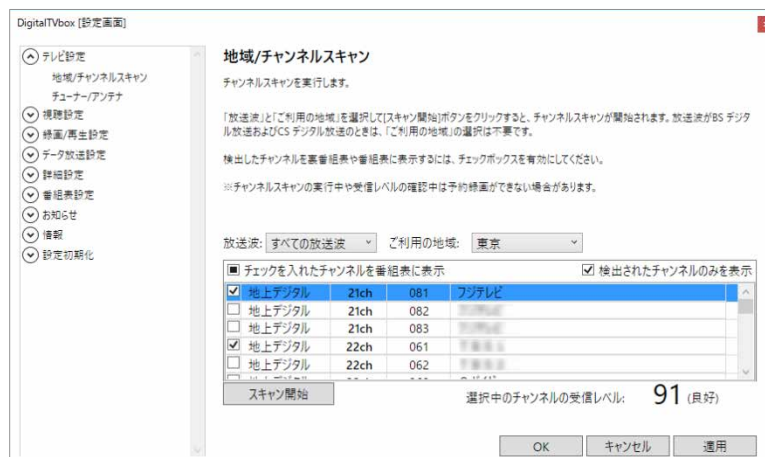 DigitalTVbox [設定画面]
テレビ設定
地域/チャンネルスキャン
チューナー/アンテナ
視聴設定
録画/再生設定
データ放送設定
詳細設定
番組表設定
お知らせ
情報
設定初期化
地域/チャンネルスキャン
チャンネルスキャンを実行します。
「放送波」と「ご利用の地域」を選択して[スキャン開始]ボタンをクリックすると、チャンネルスキャンが開始されます。放送波がBS デジタ
ル放送およびCS デジタル放送のときは、「ご利用の地域」の選択は不要です。
検出したチャンネルを裏番組表や番組表に表示するには、チェックボックスを有効にしてください。
※チャンネルスキャンの実行中や受信レベルの確認中は予約録画ができない場合があります。
放送波: すべての放送波 ご利用の地域: 東京
チェックを入れたチャンネルを番組表に表示 検出されたチャンネルのみを表示
地上デジタル 21ch 081 フジテレビ
地上デジタル 21ch 082
地上デジタル 21ch 083
地上デジタル 22ch 061
地上デジタル 22ch 062
スキャン開始 選択中のチャンネルの受信レベル: 91 (良好)
OK キャンセル 適用